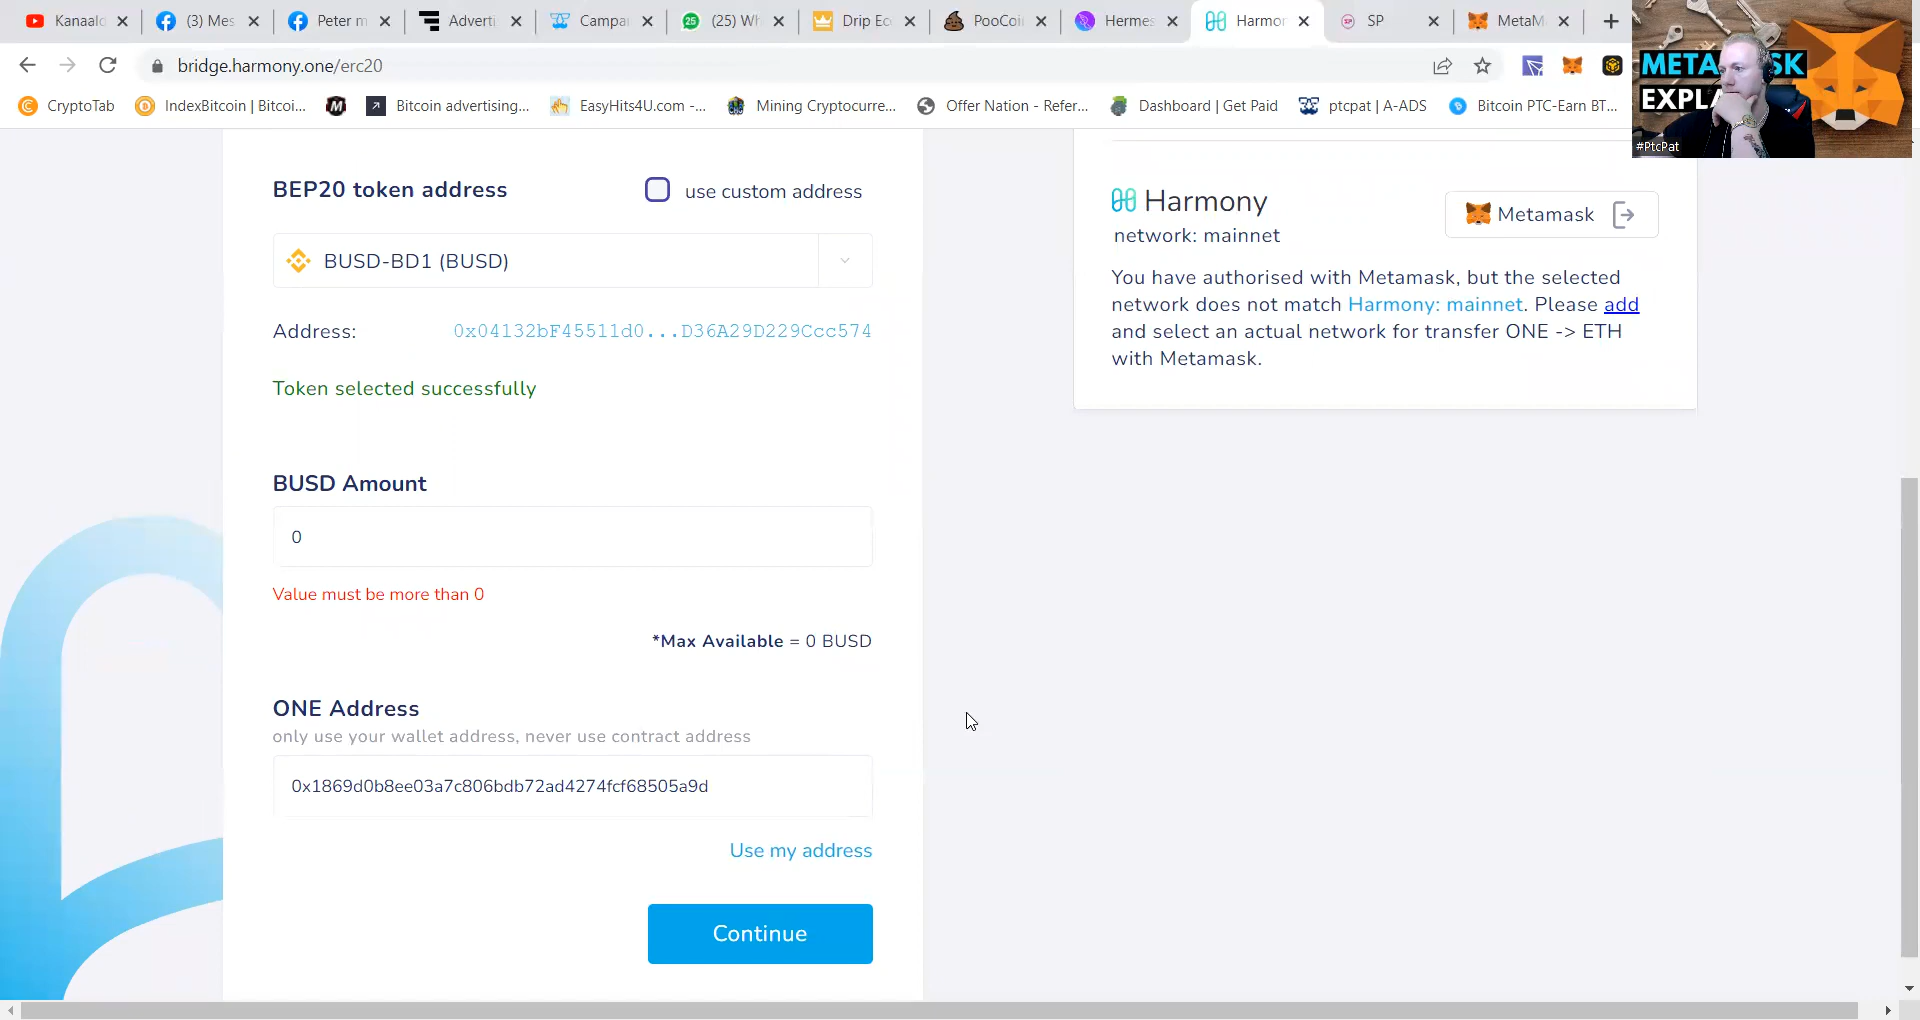 Kanaal
(3) Mes
Peter m
Adverti
Campai
25
(25) Wh
Drip Ec
PooCoi
Hermes
Harmor
SP
MetaM
bridge.harmony.one/erc20
CryptoTab
IndexBitcoin | Bitcoi...
Bitcoin advertising...
EasyHits4U.com -...
Mining Cryptocurre...
Offer Nation - Refer...
Dashboard | Get Paid
ptcpat | A-ADS
Bitcoin PTC-Earn BT...
META SK
EXPLA
#PtcPat
BEP20 token address
use custom address
BUSD-BD1 (BUSD)
Address:
0x04132bF45511d0...D36A29D229Ccc574
Token selected successfully
BUSD Amount
0
Value must be more than 0
*Max Available = 0 BUSD
ONE Address
only use your wallet address, never use contract address
0x1869d0b8ee03a7c806bdb72ad4274fcf68505a9d
Use my address
Continue
Harmony
network: mainnet
Metamask
You have authorised with Metamask, but the selected
network does not match Harmony: mainnet. Please add
and select an actual network for transfer ONE -> ETH
with Metamask.